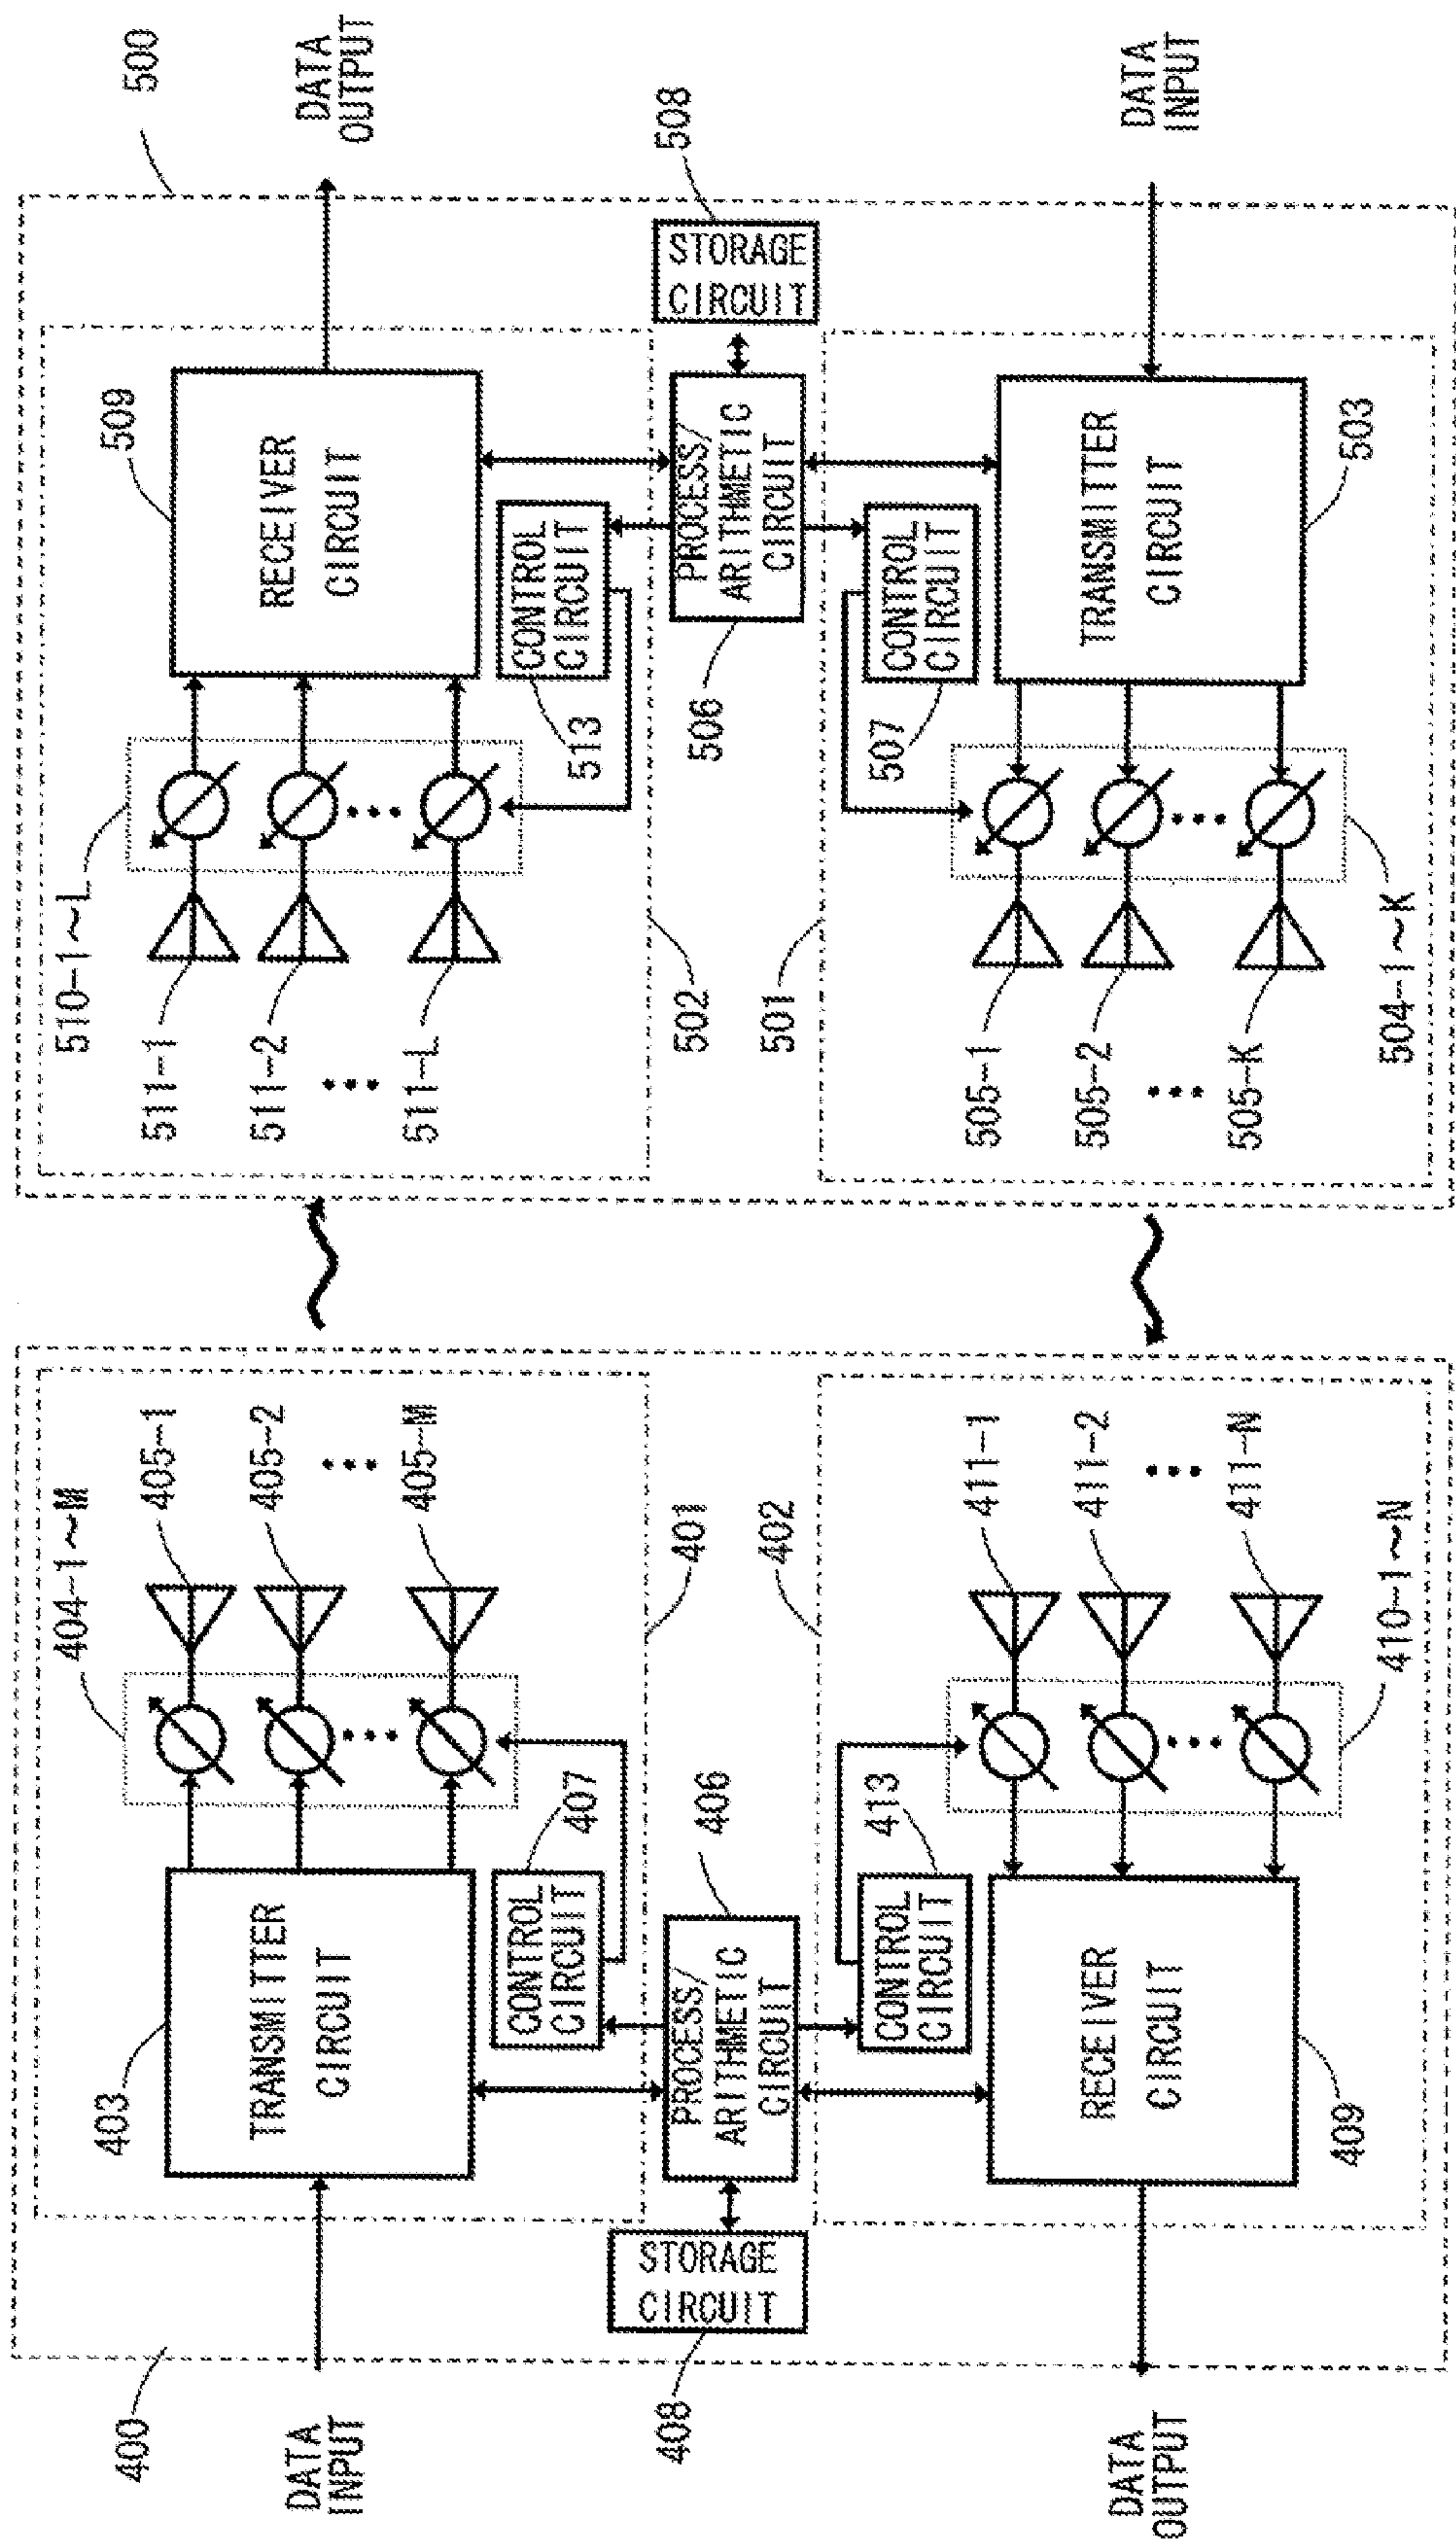 400
DATA
INPUT
403
TRANSMITTER
CIRCUIT
404-1~M
405-1
405-2
405-M
CONTROL
CIRCUIT
407
401
STORAGE
CIRCUIT
408
PROCESS/
ARITHMETIC
CIRCUIT
406
402
CONTROL
CIRCUIT
413
411-1
411-2
411-N
410-1~N
RECEIVER
CIRCUIT
409
DATA
OUTPUT
500
DATA
OUTPUT
509
RECEIVER
CIRCUIT
510-1~L
511-1
511-2
511-L
CONTROL
CIRCUIT
513
502
PROCESS/
ARITHMETIC
CIRCUIT
506
STORAGE
CIRCUIT
508
501
CONTROL
CIRCUIT
507
505-1
505-2
505-K
504-1~K
TRANSMITTER
CIRCUIT
503
DATA
INPUT